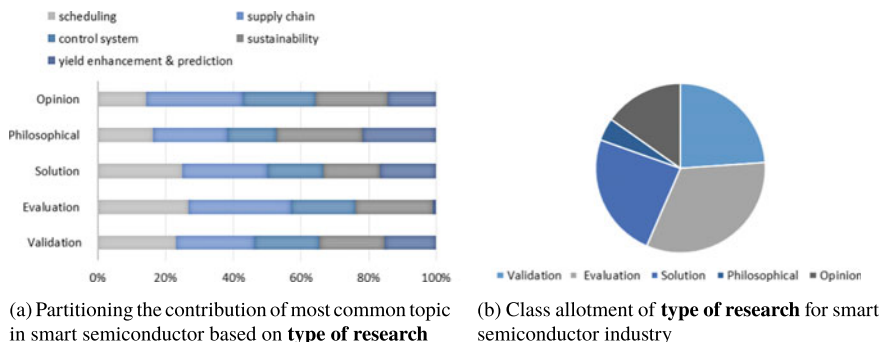 scheduling
supply chain
control system
sustainability
yield enhancement & prediction
Opinion
Philosophical
Solution
Evaluation
Validation
0% 20% 40% 60% 80% 100%
(a) Partitioning the contribution of most common topic
in smart semiconductor based on type of research
Validation Evaluation Solution Philosophical Opinion
(b) Class allotment of type of research for smart
semiconductor industry